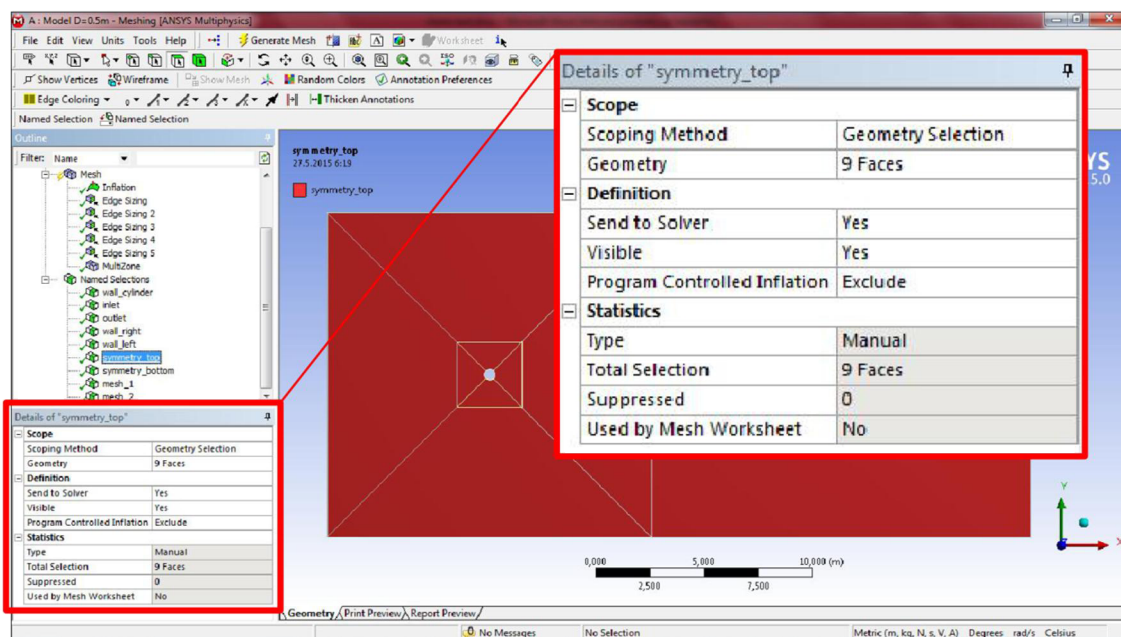 A : Model D=0.5m - Meshing [ANSYS Multiphysics]
File Edit View Units Tools Help Generate Mesh A Worksheet
Show Vertices Wireframe Show Mesh Random Colors Annotation Preferences
Edge Coloring Thicken Annotations
Named Selection Named Selection
Outline
Filter: Name
Mesh
Inflation
Edge Sizing
Edge Sizing 2
Edge Sizing 3
Edge Sizing 4
Edge Sizing 5
MultiZone
Named Selections
wall_cylinder
inlet
outlet
wall_right
wall_left
symmetry_top
symmetry_bottom
mesh_1
mesh_2
Details of "symmetry_top"
Scope
Scoping Method Geometry Selection
Geometry 9 Faces
Definition
Send to Solver Yes
Visible Yes
Program Controlled Inflation Exclude
Statistics
Type Manual
Total Selection 9 Faces
Suppressed 0
Used by Mesh Worksheet No
symmetry_top
27.5.2015 6:19
symmetry_top
YS
5.0
Details of "symmetry_top"
Scope
Scoping Method Geometry Selection
Geometry 9 Faces
Definition
Send to Solver Yes
Visible Yes
Program Controlled Inflation Exclude
Statistics
Type Manual
Total Selection 9 Faces
Suppressed 0
Used by Mesh Worksheet No
Y
X
0,000 5,000 10,000 (m)
2,500 7,500
Geometry Print Preview Report Preview
0 No Messages No Selection Metric (m, kg, N, s, V, A) Degrees rad/s Celsius